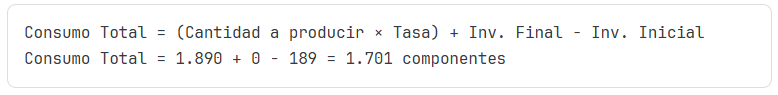 Consumo Total = (Cantidad a producir × Tasa) + Inv. Final - Inv. Inicial
Consumo Total = 1.890 + 0 - 189 = 1.701 componentes